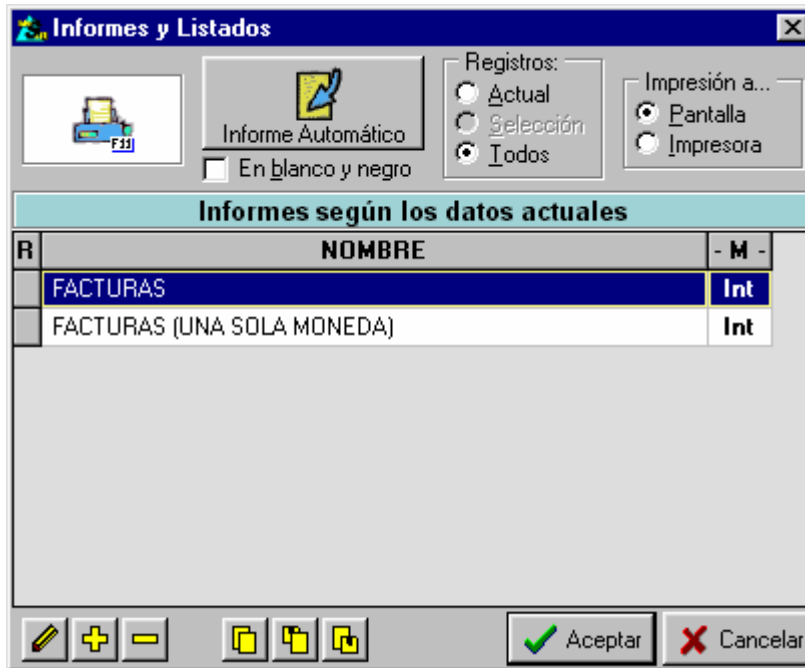 Informes y Listados
F11
Informe Automático
En blanco y negro
Registros:
Actual
Selección
Todos
Impresión a...
Pantalla
Impresora
Informes según los datos actuales
R NOMBRE - M -
FACTURAS Int
FACTURAS (UNA SOLA MONEDA) Int
Aceptar Cancelar